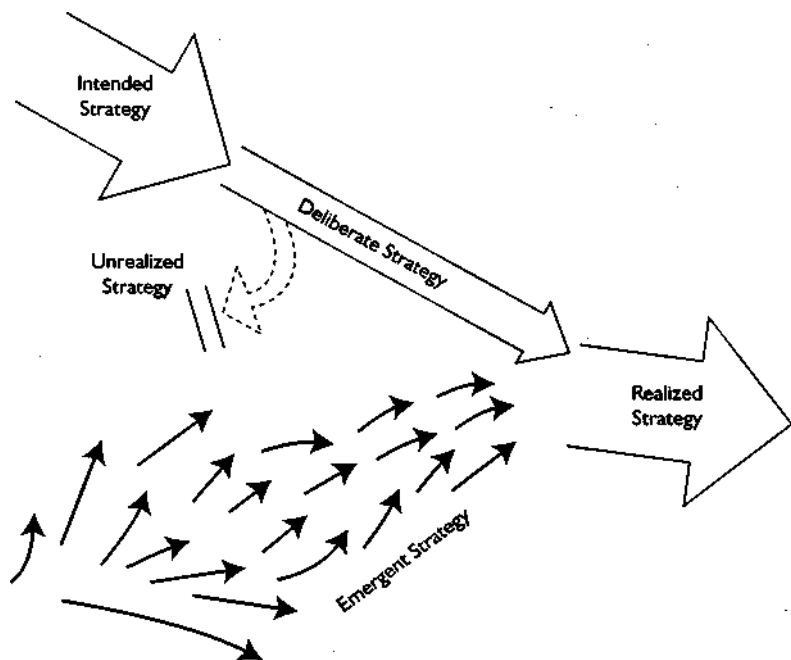 Intended
Strategy
Deliberate Strategy
Unrealized
Strategy
Realized
Strategy
Emergent Strategy